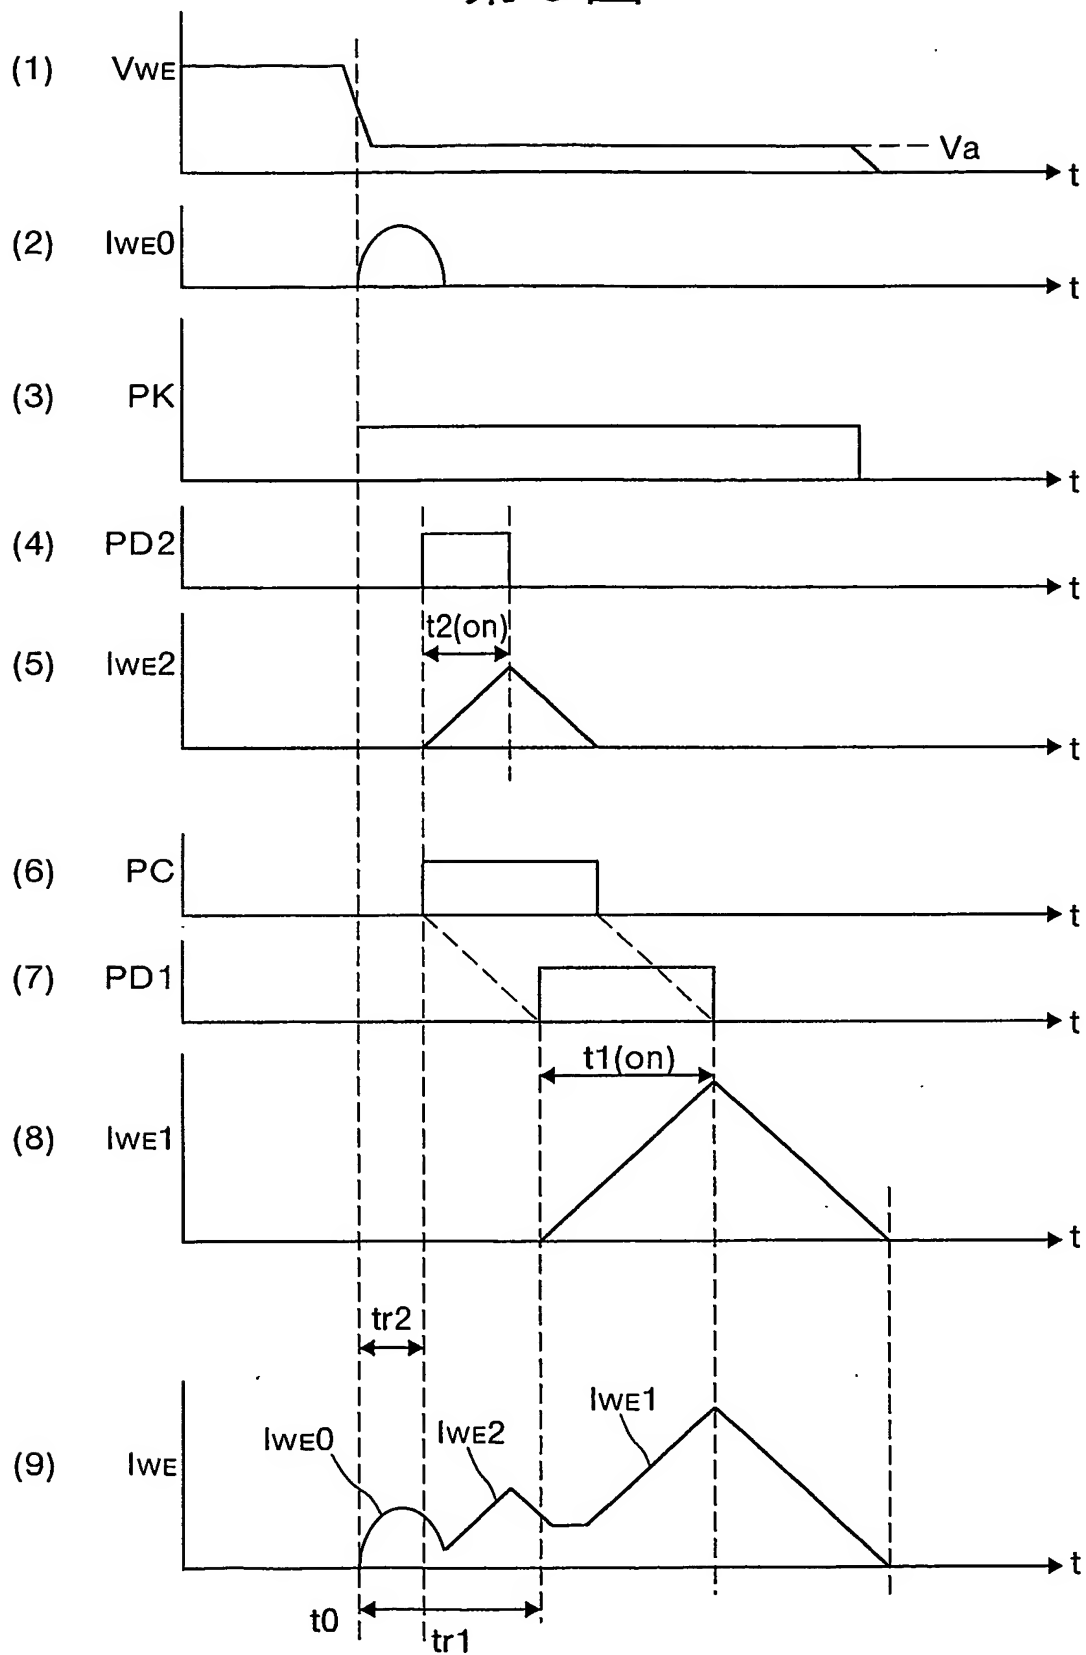 (1) VWE
Va
t
(2) IWE0
t
(3) PK
t
(4) PD2
t
t2(on)
(5) IWE2
t
(6) PC
t
(7) PD1
t
t1(on)
(8) IWE1
t
tr2
IWE0
IWE2
IWE1
(9) IWE
t
t0
tr1